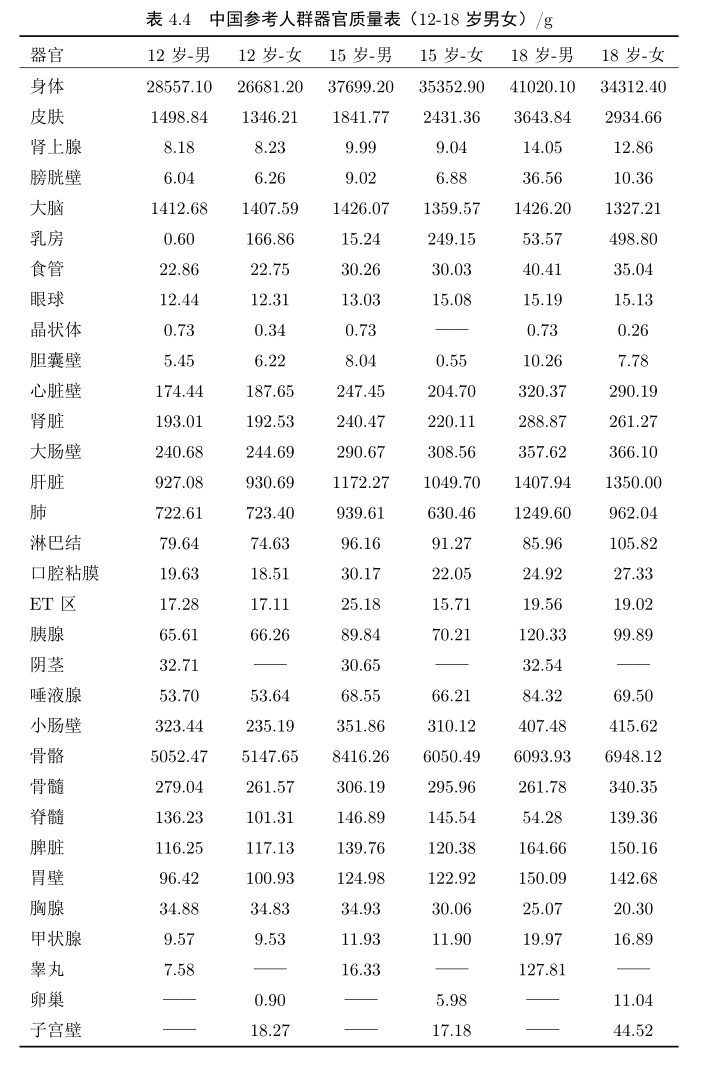 表 4.4 中国参考人群器官质量表（12-18 岁男女）/g
器官 12 岁-男 12 岁-女 15 岁-男 15 岁-女 18 岁-男 18 岁-女
身体 28557.10 26681.20 37699.20 35352.90 41020.10 34312.40
皮肤 1498.84 1346.21 1841.77 2431.36 3643.84 2934.66
肾上腺 8.18 8.23 9.99 9.04 14.05 12.86
膀胱壁 6.04 6.26 9.02 6.88 36.56 10.36
大脑 1412.68 1407.59 1426.07 1359.57 1426.20 1327.21
乳房 0.60 166.86 15.24 249.15 53.57 498.80
食管 22.86 22.75 30.26 30.03 40.41 35.04
眼球 12.44 12.31 13.03 15.08 15.19 15.13
晶状体 0.73 0.34 0.73 —— 0.73 0.26
胆囊壁 5.45 6.22 8.04 0.55 10.26 7.78
心脏壁 174.44 187.65 247.45 204.70 320.37 290.19
肾脏 193.01 192.53 240.47 220.11 288.87 261.27
大肠壁 240.68 244.69 290.67 308.56 357.62 366.10
肝脏 927.08 930.69 1172.27 1049.70 1407.94 1350.00
肺 722.61 723.40 939.61 630.46 1249.60 962.04
淋巴结 79.64 74.63 96.16 91.27 85.96 105.82
口腔粘膜 19.63 18.51 30.17 22.05 24.92 27.33
ET 区 17.28 17.11 25.18 15.71 19.56 19.02
胰腺 65.61 66.26 89.84 70.21 120.33 99.89
阴茎 32.71 —— 30.65 —— 32.54 ——
唾液腺 53.70 53.64 68.55 66.21 84.32 69.50
小肠壁 323.44 235.19 351.86 310.12 407.48 415.62
骨骼 5052.47 5147.65 8416.26 6050.49 6093.93 6948.12
骨髓 279.04 261.57 306.19 295.96 261.78 340.35
脊髓 136.23 101.31 146.89 145.54 54.28 139.36
脾脏 116.25 117.13 139.76 120.38 164.66 150.16
胃壁 96.42 100.93 124.98 122.92 150.09 142.68
胸腺 34.88 34.83 34.93 30.06 25.07 20.30
甲状腺 9.57 9.53 11.93 11.90 19.97 16.89
睾丸 7.58 —— 16.33 —— 127.81 ——
卵巢 —— 0.90 —— 5.98 —— 11.04
子宫壁 —— 18.27 —— 17.18 —— 44.52